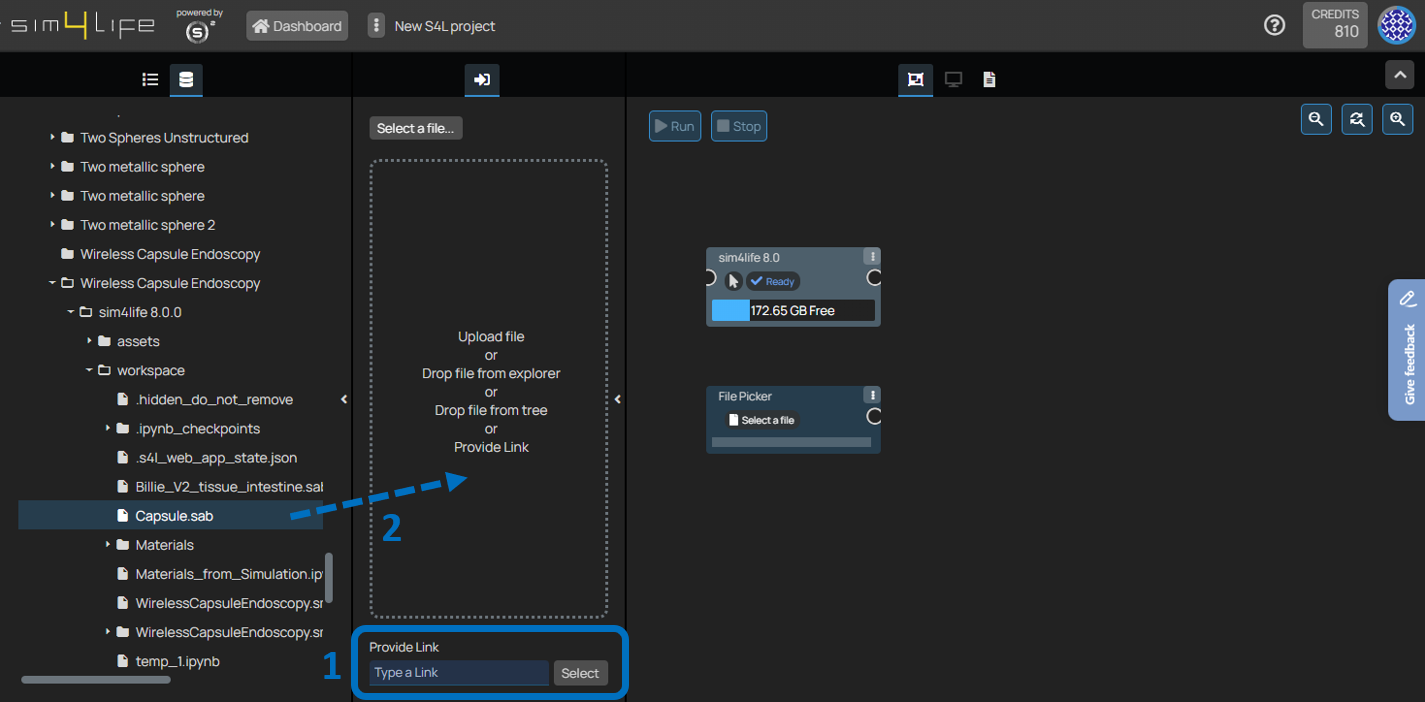 sim4life
powered by
S
Dashboard
New S4L project
?
CREDITS
810
Two Spheres Unstructured
Two metallic sphere
Two metallic sphere
Two metallic sphere 2
Wireless Capsule Endoscopy
Wireless Capsule Endoscopy
sim4life 8.0.0
assets
workspace
.hidden_do_not_remove
.ipynb_checkpoints
.s4l_web_app_state.json
Billie_V2_tissue_intestine.sab
Capsule.sab
Materials
Materials_from_Simulation.ip
WirelessCapsuleEndoscopy.sm
WirelessCapsuleEndoscopy.sm
temp_1.ipynb
Select a file...
Upload file
or
Drop file from explorer
or
Drop file from tree
or
Provide Link
2
1
Provide Link
Type a Link
Select
Run
Stop
sim4life 8.0
Ready
172.65 GB Free
File Picker
Select a file
Give feedback